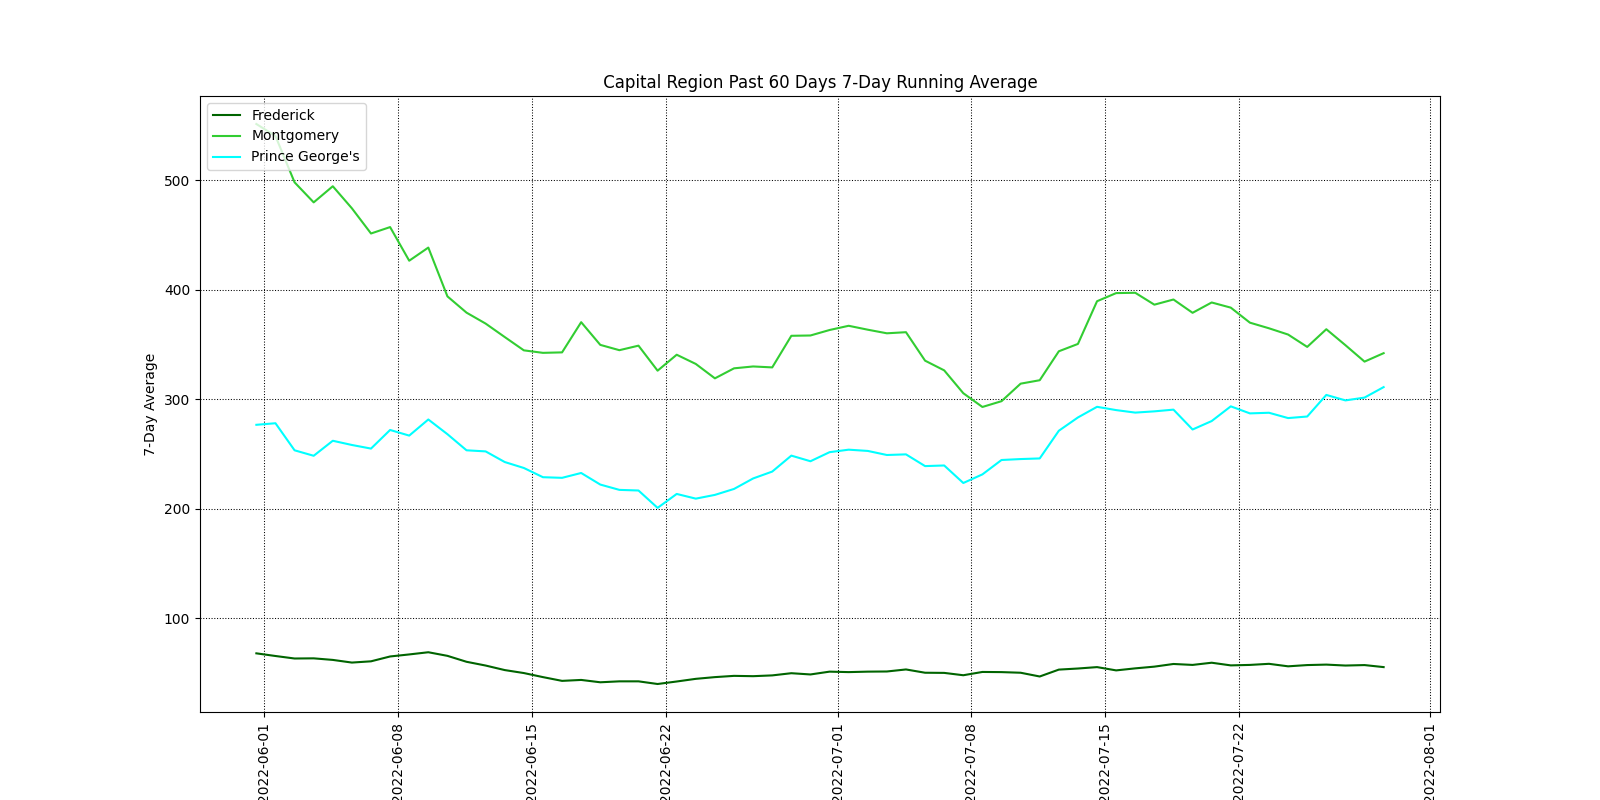 Capital Region Past 60 Days 7-Day Running Average
Frederick
Montgomery
Prince George's
7-Day Average
500
400
300
200
100
2022-06-01
2022-06-08
2022-06-15
2022-06-22
2022-07-01
2022-07-08
2022-07-15
2022-07-22
2022-08-01